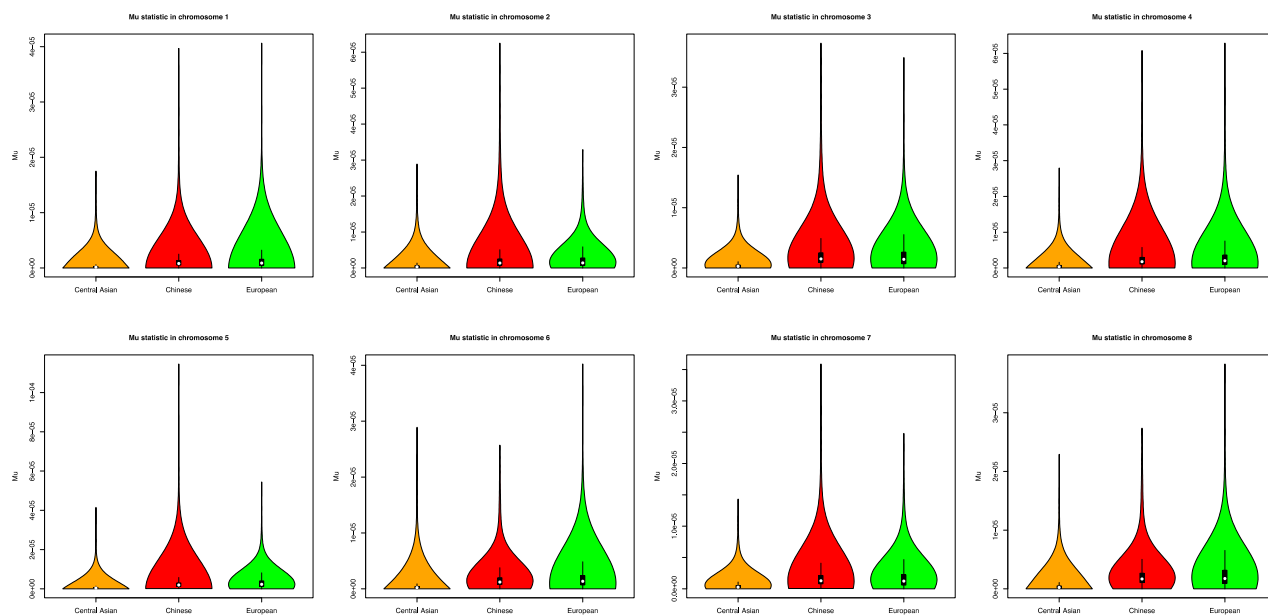 Mu statistic in chromosome 1
4e−05
3e−05
2e−05
1e−05
0e+00
Mu
Central Asian
Chinese
European
Mu statistic in chromosome 2
6e−05
5e−05
4e−05
3e−05
2e−05
1e−05
0e+00
Mu
Central Asian
Chinese
European
Mu statistic in chromosome 3
3e−05
2e−05
1e−05
0e+00
Mu
Central Asian
Chinese
European
Mu statistic in chromosome 4
6e−05
5e−05
4e−05
3e−05
2e−05
1e−05
0e+00
Mu
Central Asian
Chinese
European
Mu statistic in chromosome 5
1e−04
8e−05
6e−05
4e−05
2e−05
0e+00
Mu
Central Asian
Chinese
European
Mu statistic in chromosome 6
4e−05
3e−05
2e−05
1e−05
0e+00
Mu
Central Asian
Chinese
European
Mu statistic in chromosome 7
3.0e−05
2.0e−05
1.0e−05
0.0e+00
Mu
Central Asian
Chinese
European
Mu statistic in chromosome 8
3e−05
2e−05
1e−05
0e+00
Mu
Central Asian
Chinese
European